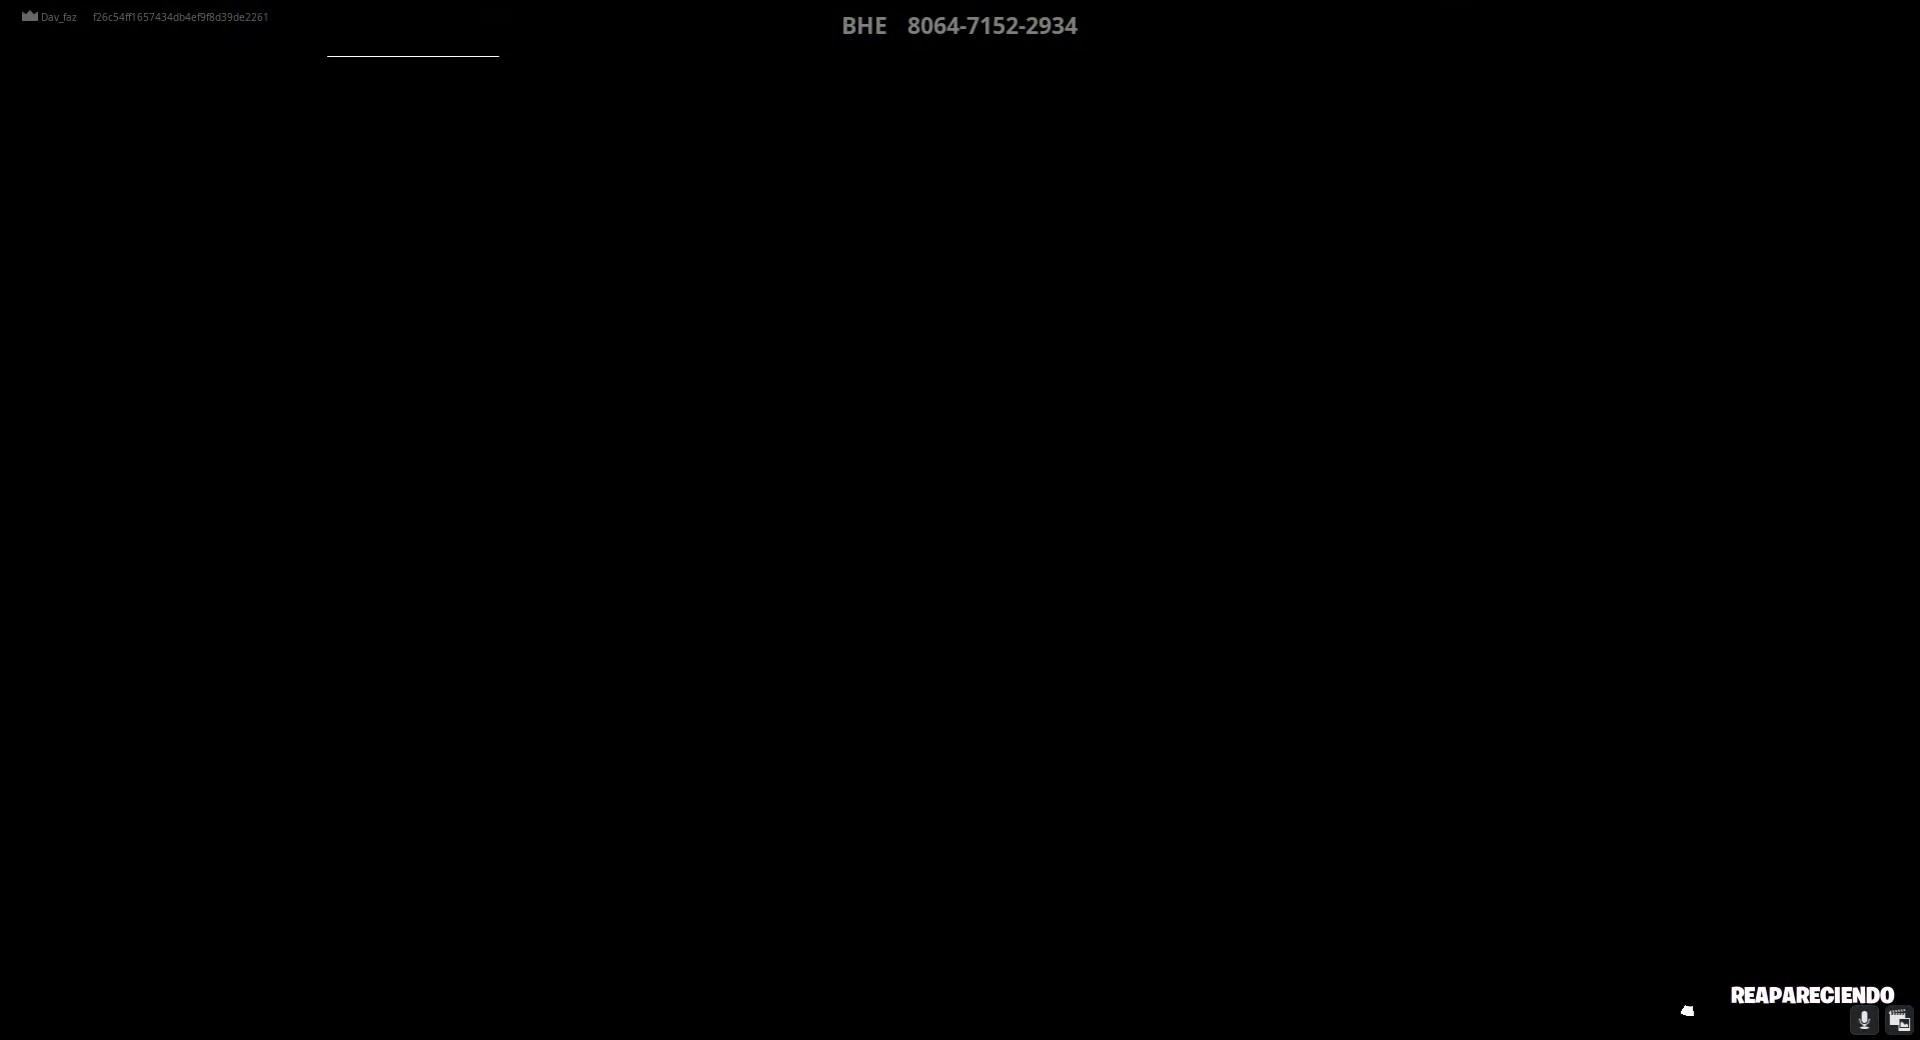 Dav_faz f26c54ff1657434db4ef9f8d39de2261
BHE 8064-7152-2934
REAPARECIENDO